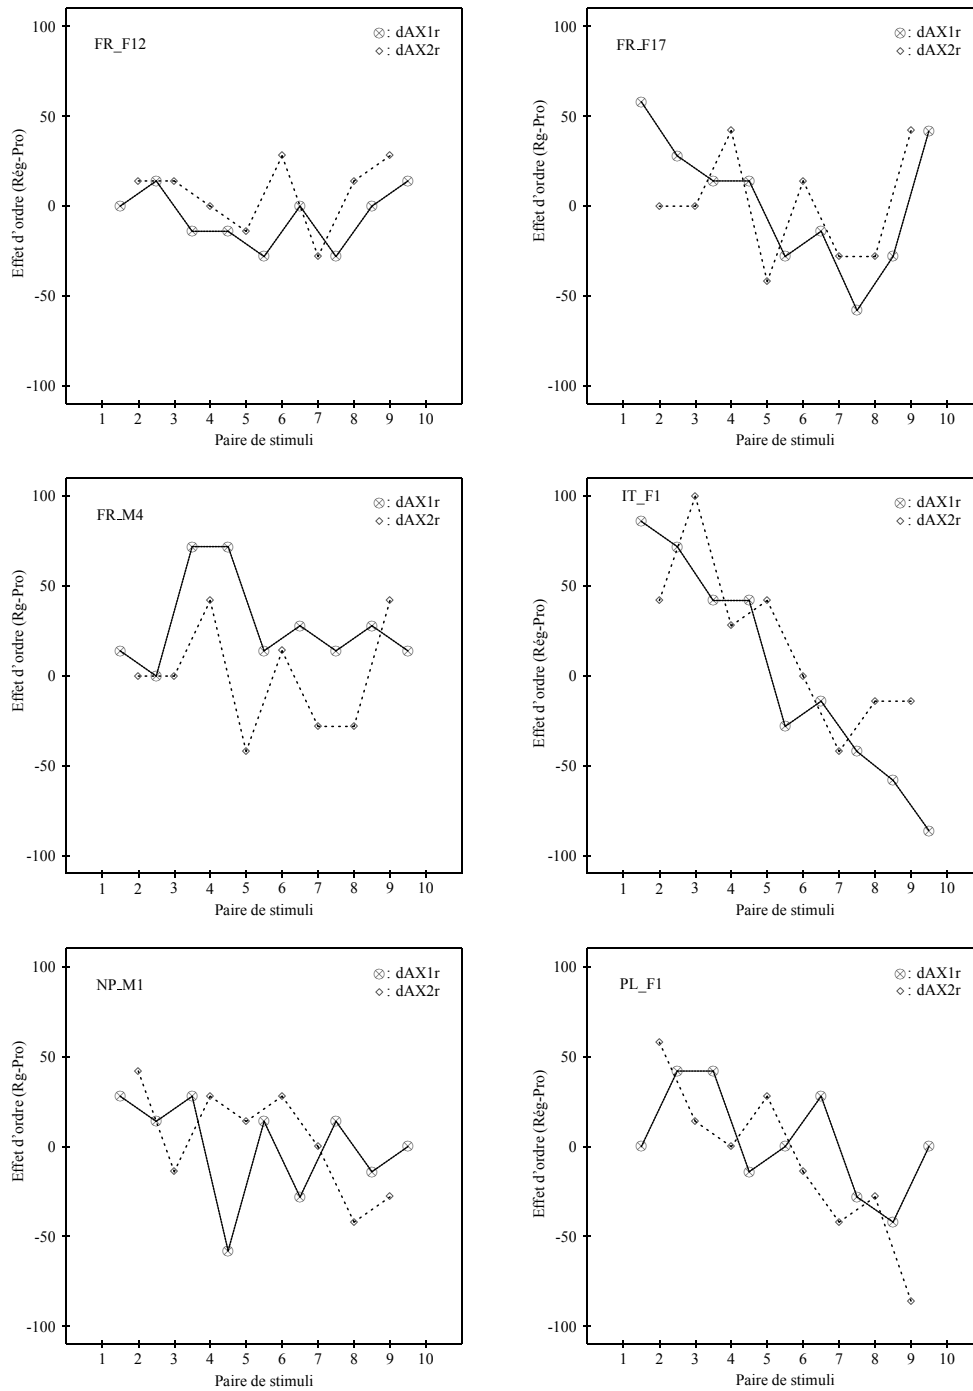 FR_F12
⊗: dAX1r
◇: dAX2r
Effet d'ordre (Rég-Pro)
100
50
0
-50
-100
1 2 3 4 5 6 7 8 9 10
Paire de stimuli
FR_F17
⊗: dAX1r
◇: dAX2r
Effet d'ordre (Rg-Pro)
100
50
0
-50
-100
1 2 3 4 5 6 7 8 9 10
Paire de stimuli
FR_M4
⊗: dAX1r
◇: dAX2r
Effet d'ordre (Rg-Pro)
100
50
0
-50
-100
1 2 3 4 5 6 7 8 9 10
Paire de stimuli
IT_F1
⊗: dAX1r
◇: dAX2r
Effet d'ordre (Rég-Pro)
100
50
0
-50
-100
1 2 3 4 5 6 7 8 9 10
Paire de stimuli
NP_M1
⊗: dAX1r
◇: dAX2r
Effet d'ordre (Rg-Pro)
100
50
0
-50
-100
1 2 3 4 5 6 7 8 9 10
Paire de stimuli
PL_F1
⊗: dAX1r
◇: dAX2r
Effet d'ordre (Rég-Pro)
100
50
0
-50
-100
1 2 3 4 5 6 7 8 9 10
Paire de stimuli